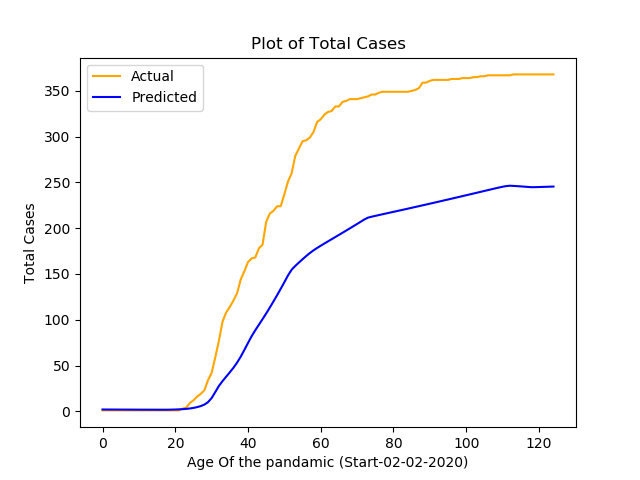 Plot of Total Cases
Actual
Predicted
350
300
250
200
150
100
50
0
Total Cases
0 20 40 60 80 100 120
Age Of the pandamic (Start-02-02-2020)